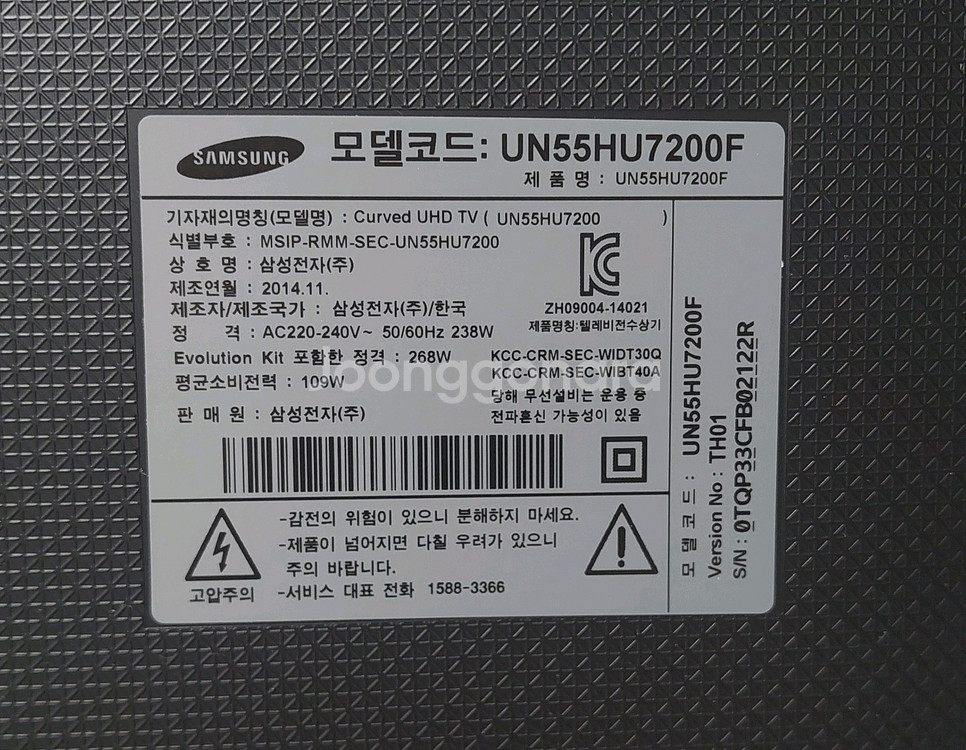 SAMSUNG
모델코드: UN55HU7200F
제 품 명 : UN55HU7200F
기자재의명칭(모델명) : Curved UHD TV ( UN55HU7200 )
식별부호 : MSIP-RMM-SEC-UN55HU7200
상 호 명 : 삼성전자(주)
제조연월 : 2014.11.
제조자/제조국가 : 삼성전자(주)/한국
정 격 : AC220-240V~ 50/60Hz 238W
Evolution Kit 포함한 정격 : 268W
평균소비전력 : 109W
판 매 원 : 삼성전자(주)
ZH09004-14021
제품명칭:텔레비전수상기
KCC-CRM-SEC-WIDT30Q
KCC-CRM-SEC-WIBT40A
당해 무선설비는 운용 중
전파혼신 가능성이 있음
고압주의
-감전의 위험이 있으니 분해하지 마세요.
-제품이 넘어지면 다칠 우려가 있으니
주의 바랍니다.
-서비스 대표 전화 1588-3366
모 델 코 드 : UN55HU7200F
Version No : TH01
S/N : 0TQP33CFB02122R